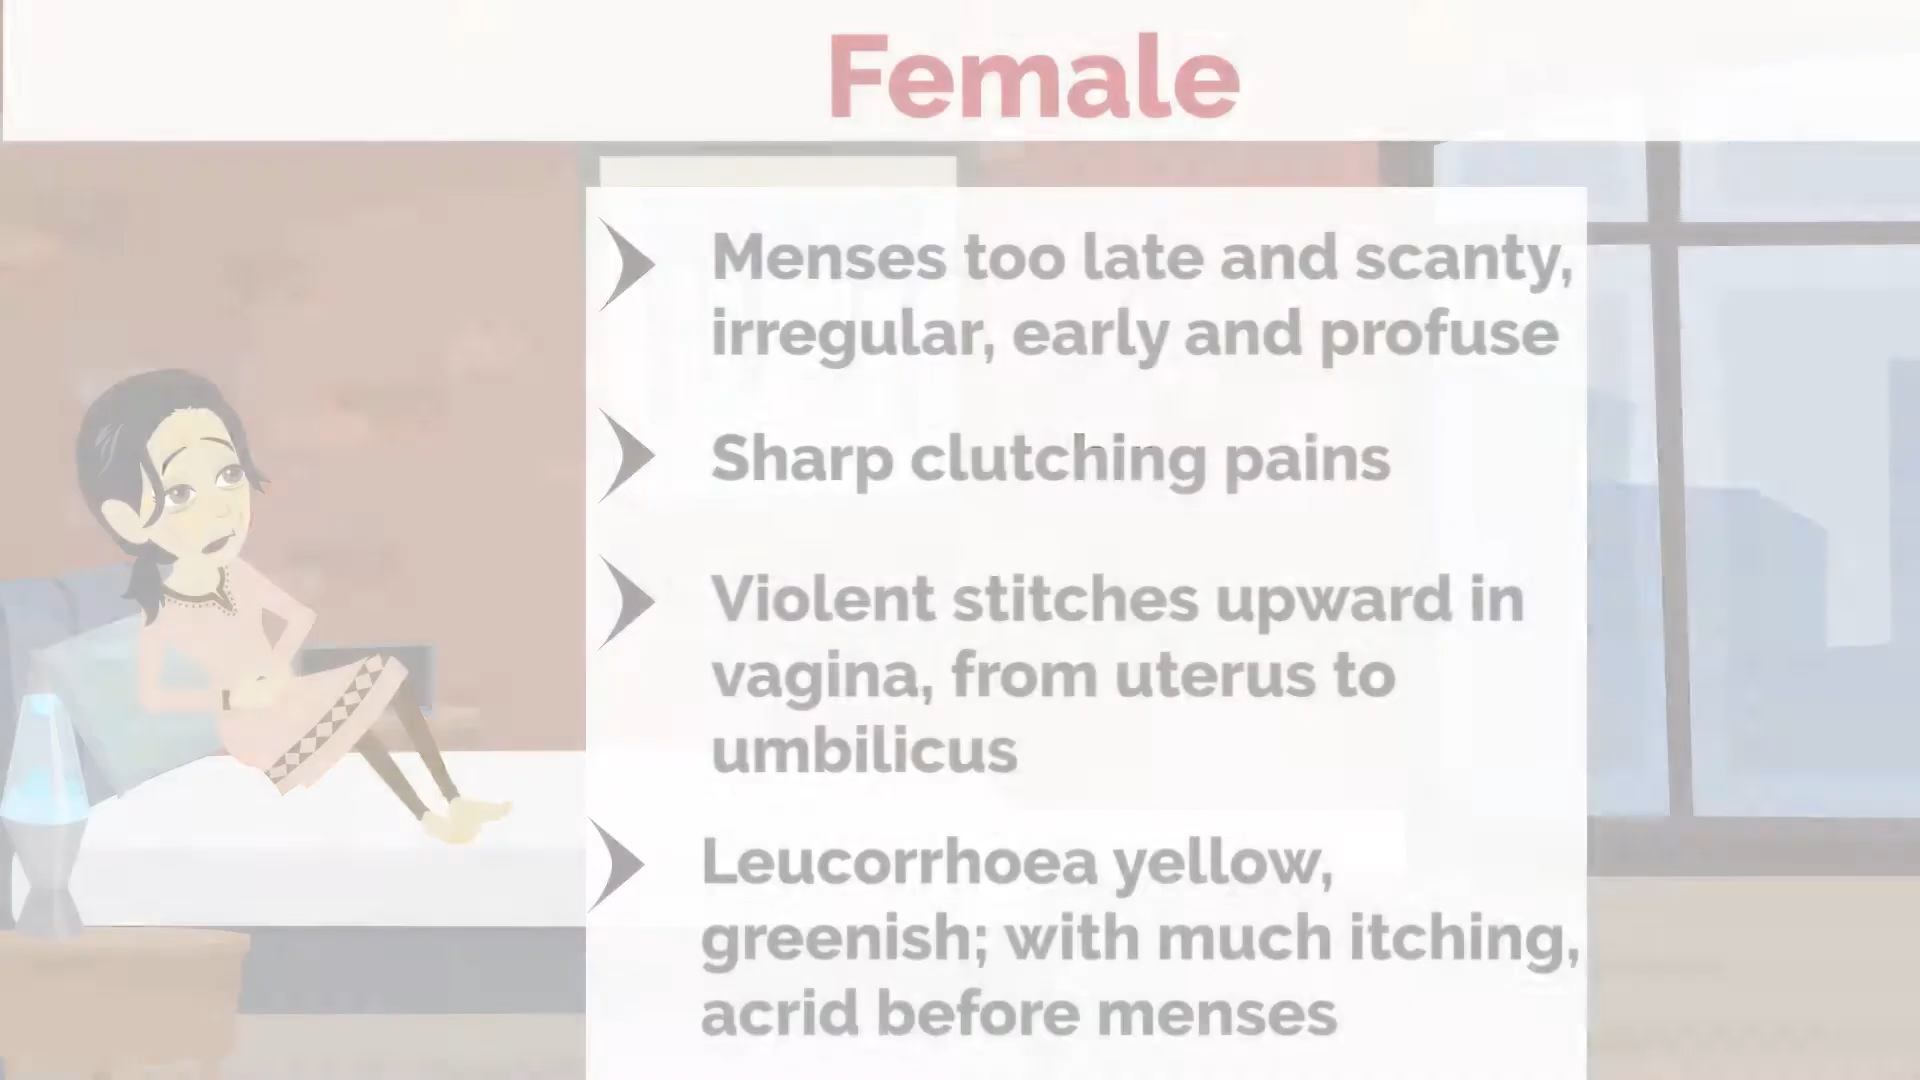 Female
Menses too late and scanty,
irregular, early and profuse
Sharp clutching pains
Violent stitches upward in
vagina, from uterus to
umbilicus
Leucorrhoea yellow,
greenish; with much itching,
acrid before menses